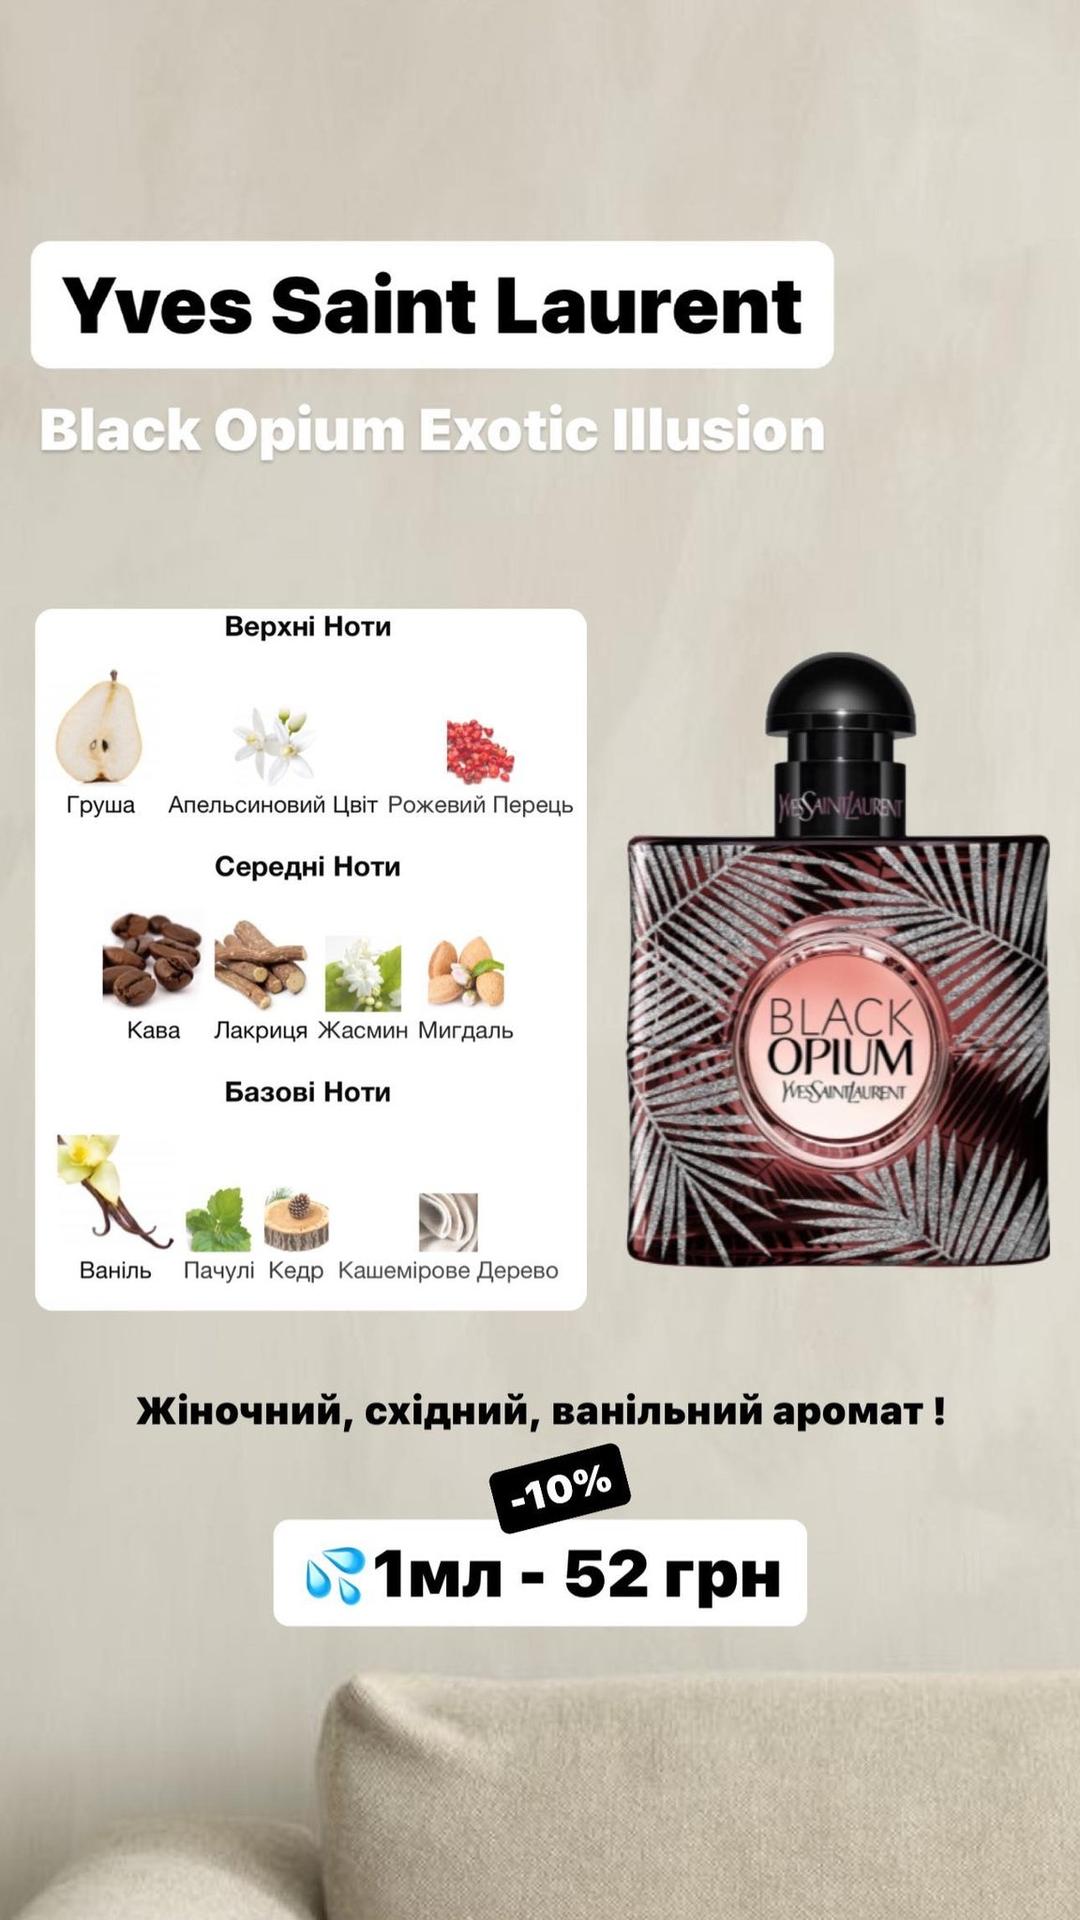 Yves Saint Laurent
Black Opium Exotic Illusion
Верхні Ноти
Груша Апельсиновий Цвіт Рожевий Перець
Середні Ноти
Кава Лакриця Жасмин Мигдаль
Базові Ноти
Ваніль Пачулі Кедр Кашемірове Дерево
YVESSAINTLAURENT
BLACK
OPIUM
YVESSAINTLAURENT
Жіночний, східний, ванільний аромат !
-10%
💦1мл - 52 грн